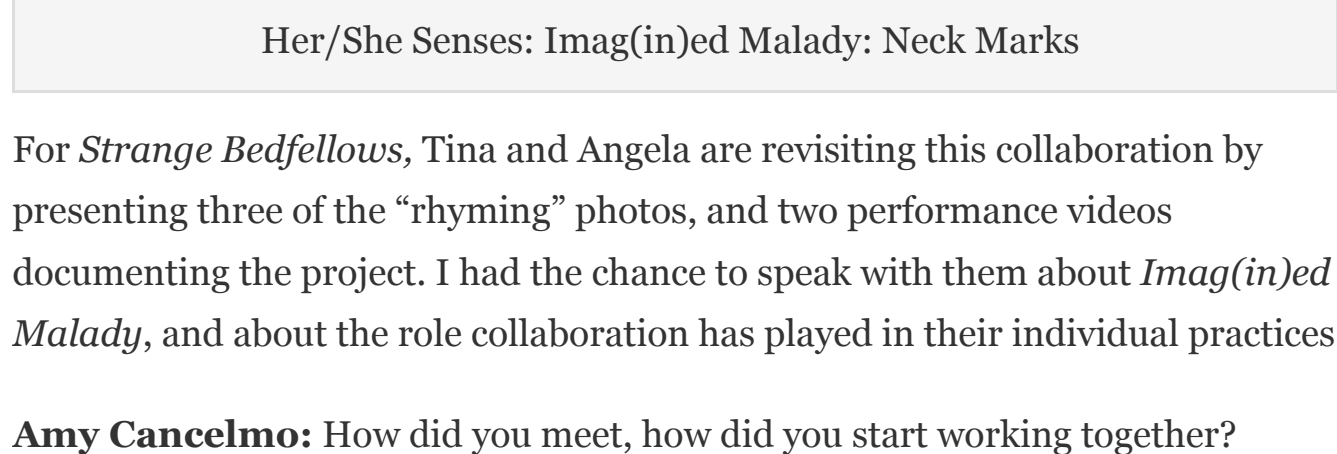 Her/She Senses: Imag(in)ed Malady: Neck Marks
For Strange Bedfellows, Tina and Angela are revisiting this collaboration by
presenting three of the “rhyming” photos, and two performance videos
documenting the project. I had the chance to speak with them about Imag(in)ed
Malady, and about the role collaboration has played in their individual practices
Amy Cancelmo: How did you meet, how did you start working together?